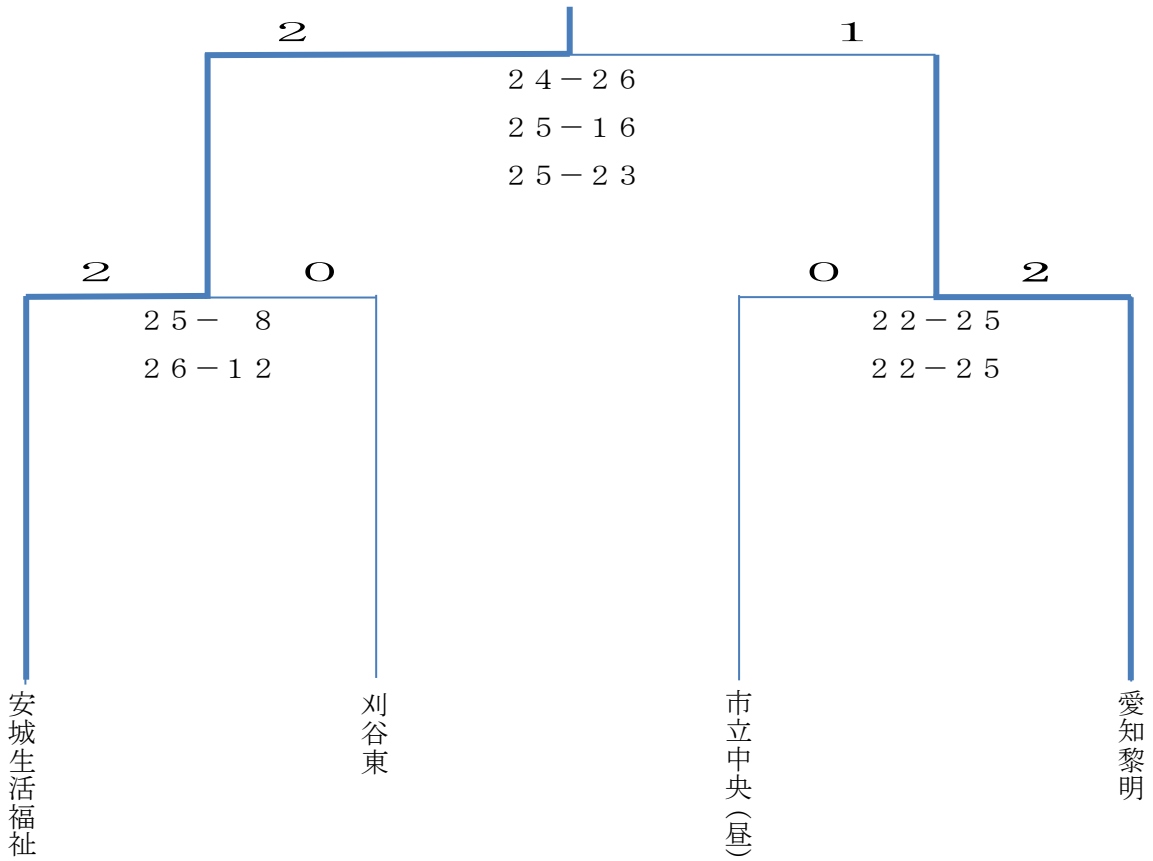 ２ １
２４－２６
２５－１６
２５－２３
２ ０ ０ ２
２５－　８ ２２－２５
２６－１２ ２２－２５
安城生活福祉
刈谷東
市立中央（昼）
愛知黎明